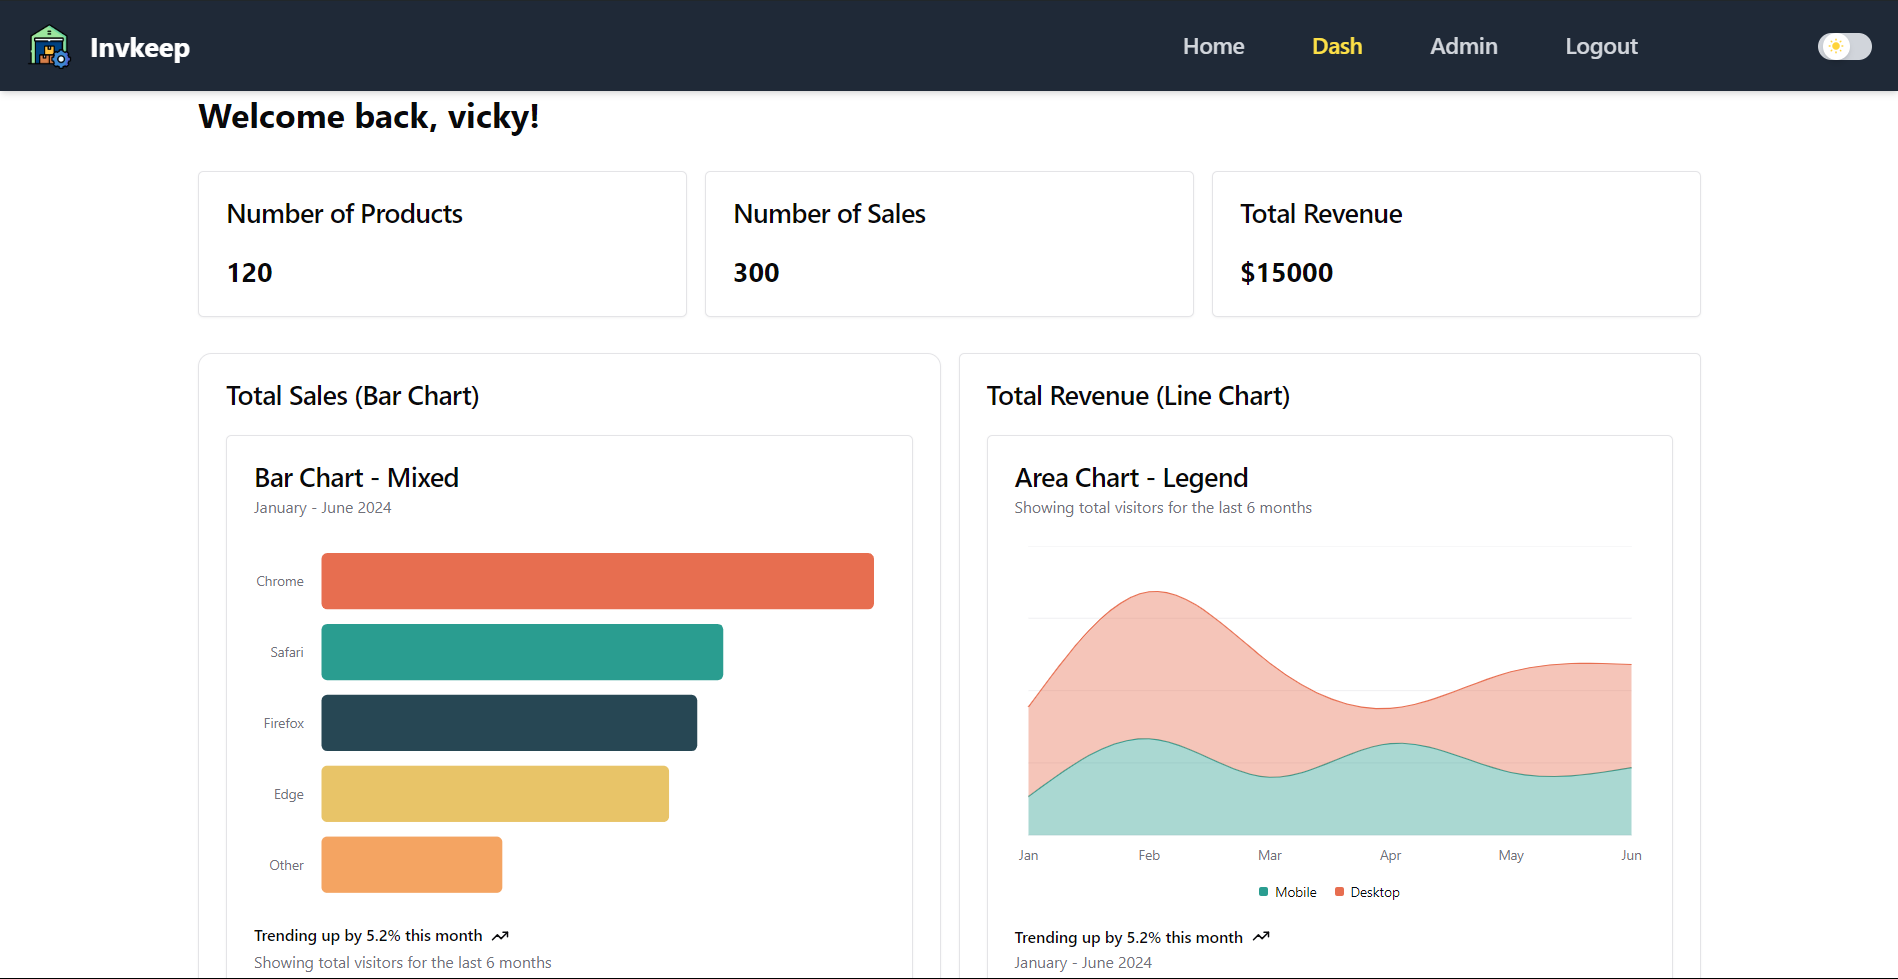 Invkeep
Home Dash Admin Logout
Welcome back, vicky!
Number of Products
120
Number of Sales
300
Total Revenue
$15000
Total Sales (Bar Chart)
Bar Chart - Mixed
January - June 2024
Chrome
Safari
Firefox
Edge
Other
Trending up by 5.2% this month
Showing total visitors for the last 6 months
Total Revenue (Line Chart)
Area Chart - Legend
Showing total visitors for the last 6 months
Jan Feb Mar Apr May Jun
Mobile Desktop
Trending up by 5.2% this month
January - June 2024